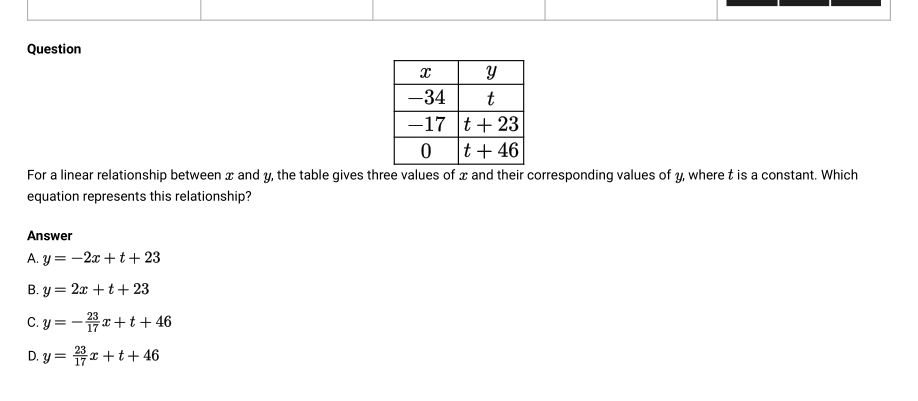 Question
x y
−34 t
−17 t + 23
0 t + 46
For a linear relationship between x and y, the table gives three values of x and their corresponding values of y, where t is a constant. Which
equation represents this relationship?
Answer
A. y = −2x + t + 23
B. y = 2x + t + 23
C. y = −23/17 x + t + 46
D. y = 23/17 x + t + 46